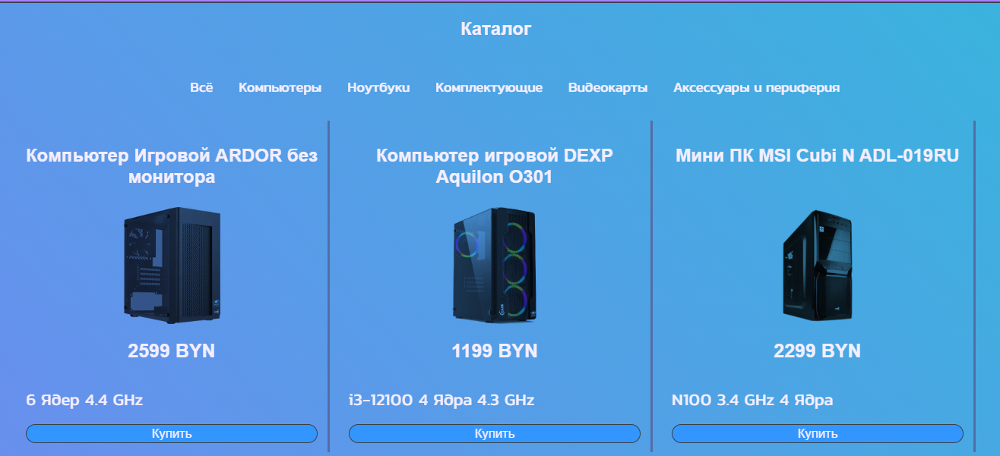 Каталог
Всё Компьютеры Ноутбуки Комплектующие Видеокарты Аксессуары и периферия
Компьютер Игровой ARDOR без
монитора
2599 BYN
6 Ядер 4.4 GHz
Купить
Компьютер игровой DEXP
Aquilon O301
1199 BYN
i3-12100 4 Ядра 4.3 GHz
Купить
Мини ПК MSI Cubi N ADL-019RU
2299 BYN
N100 3.4 GHz 4 Ядра
Купить